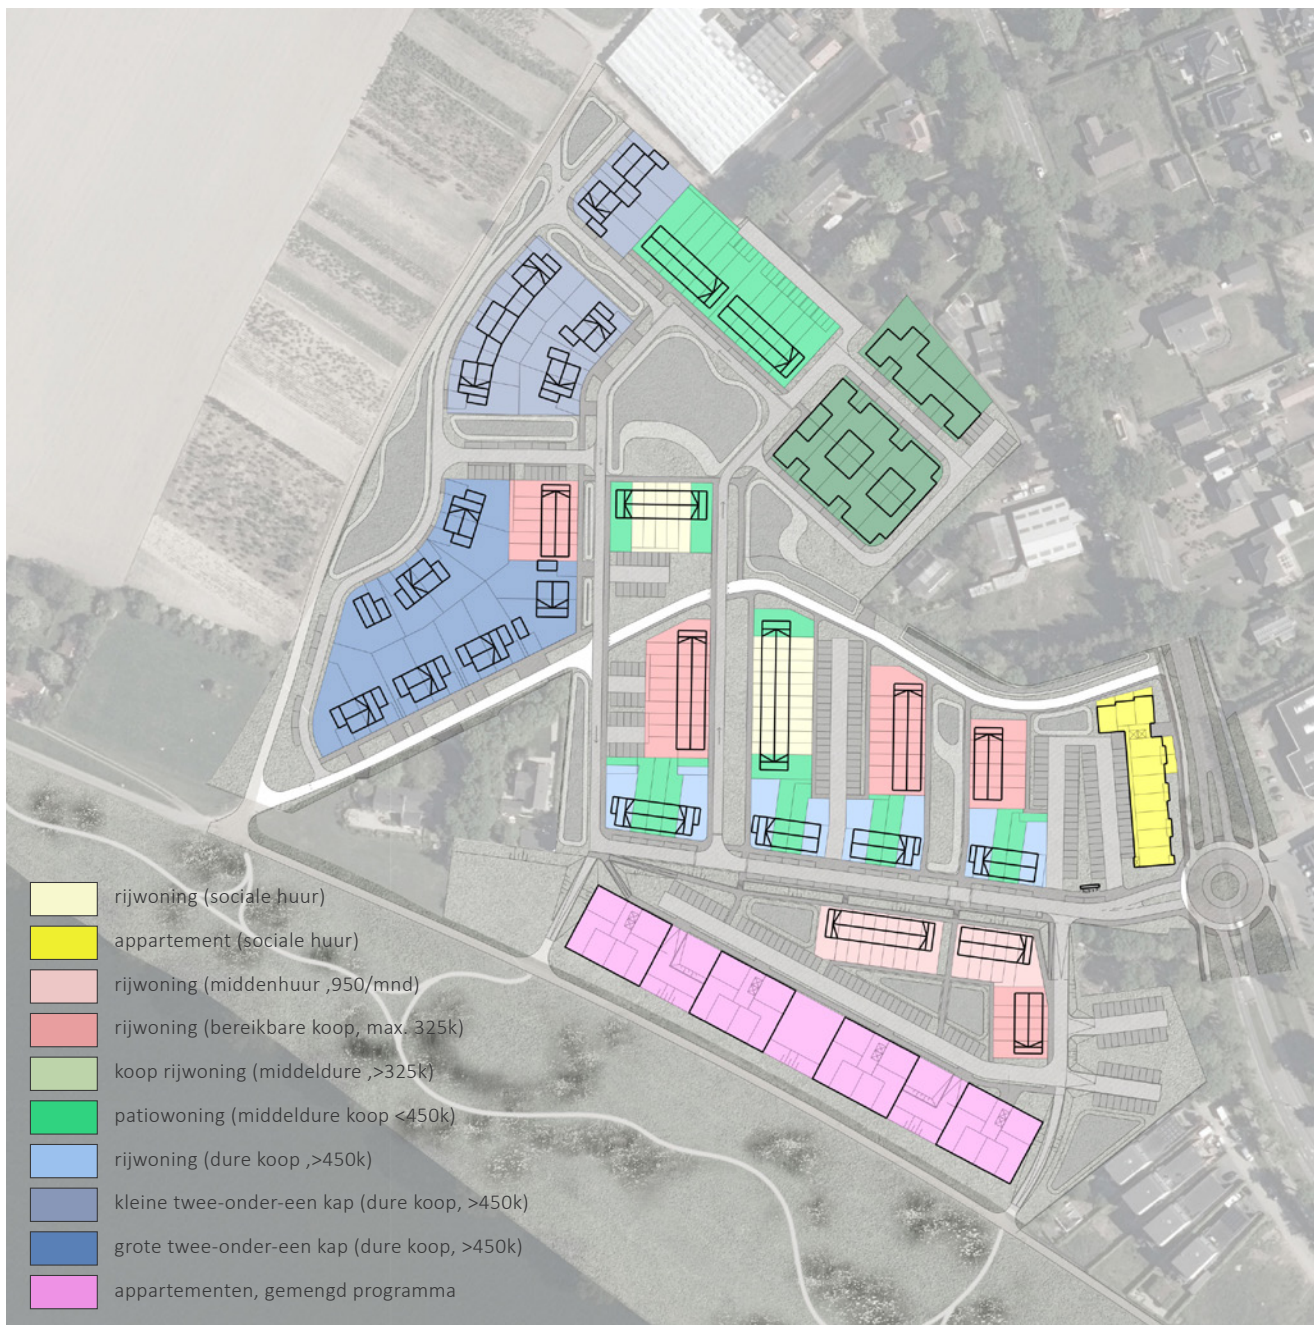 rijwoning (sociale huur)
appartement (sociale huur)
rijwoning (middenhuur ,950/mnd)
rijwoning (bereikbare koop, max. 325k)
koop rijwoning (middeldure ,>325k)
patiowoning (middeldure koop <450k)
rijwoning (dure koop ,>450k)
kleine twee-onder-een kap (dure koop, >450k)
grote twee-onder-een kap (dure koop, >450k)
appartementen, gemengd programma